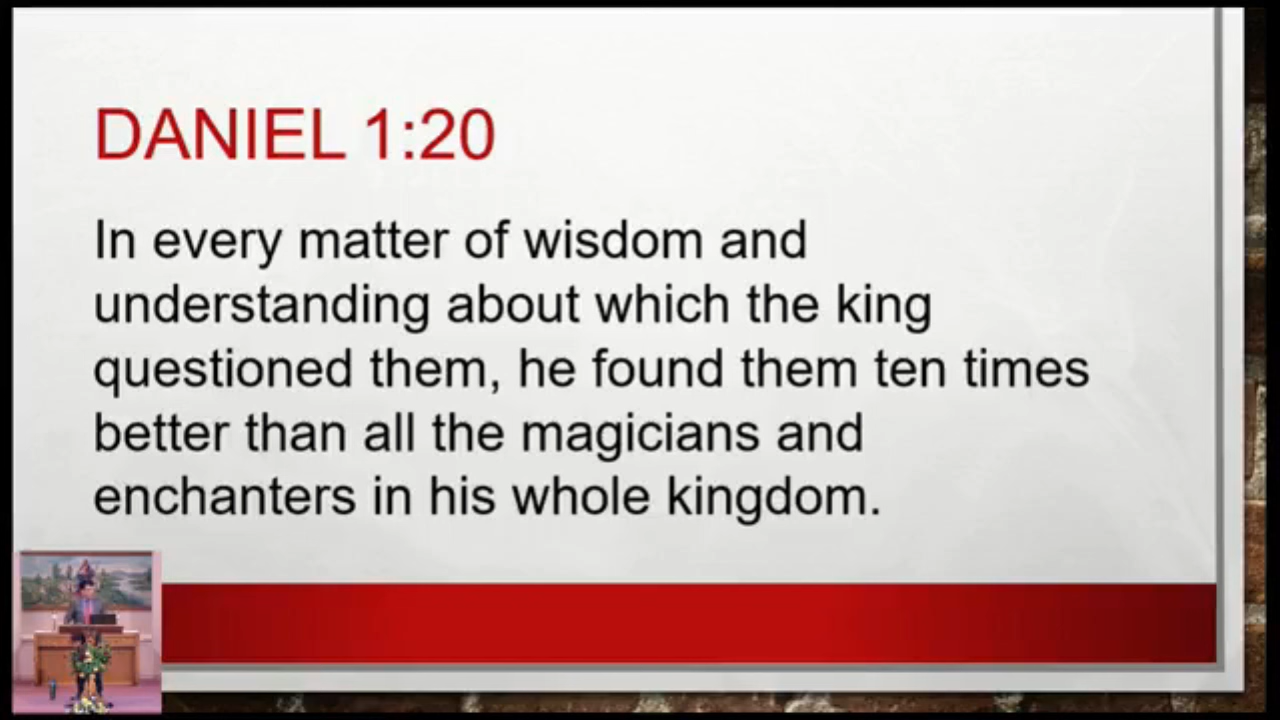 DANIEL 1:20
In every matter of wisdom and
understanding about which the king
questioned them, he found them ten times
better than all the magicians and
enchanters in his whole kingdom.